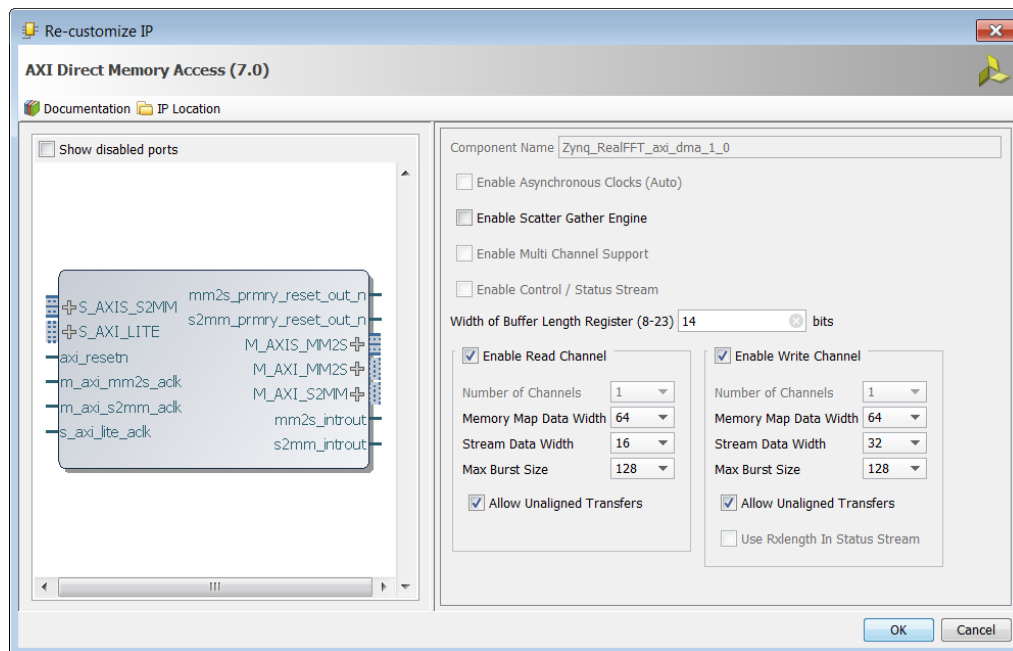 Re-customize IP
AXI Direct Memory Access (7.0)
Documentation IP Location
Show disabled ports
S_AXIS_S2MM
S_AXI_LITE
axi_resetn
m_axi_mm2s_aclk
m_axi_s2mm_aclk
s_axi_lite_aclk
mm2s_prmry_reset_out_n
s2mm_prmry_reset_out_n
M_AXIS_MM2S
M_AXI_MM2S
M_AXI_S2MM
mm2s_introut
s2mm_introut
Component Name Zynq_RealFFT_axi_dma_1_0
Enable Asynchronous Clocks (Auto)
Enable Scatter Gather Engine
Enable Multi Channel Support
Enable Control / Status Stream
Width of Buffer Length Register (8-23) 14 bits
Enable Read Channel
Number of Channels 1
Memory Map Data Width 64
Stream Data Width 16
Max Burst Size 128
Allow Unaligned Transfers
Enable Write Channel
Number of Channels 1
Memory Map Data Width 64
Stream Data Width 32
Max Burst Size 128
Allow Unaligned Transfers
Use Rxlength In Status Stream
OK Cancel